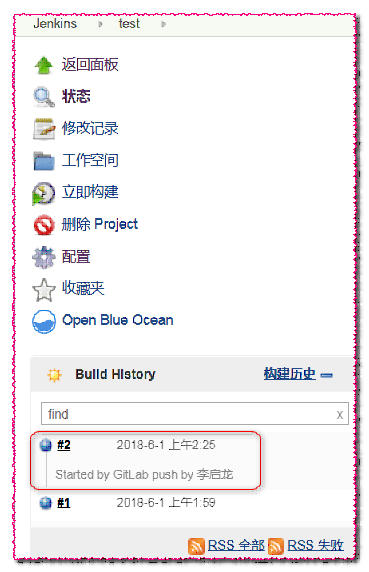 Jenkins test
返回面板
状态
修改记录
工作空间
立即构建
删除 Project
配置
收藏夹
Open Blue Ocean
Build History 构建历史
find x
#2 2018-6-1 上午2:25
Started by GitLab push by 李启龙
#1 2018-6-1 上午1:59
RSS 全部 RSS 失败